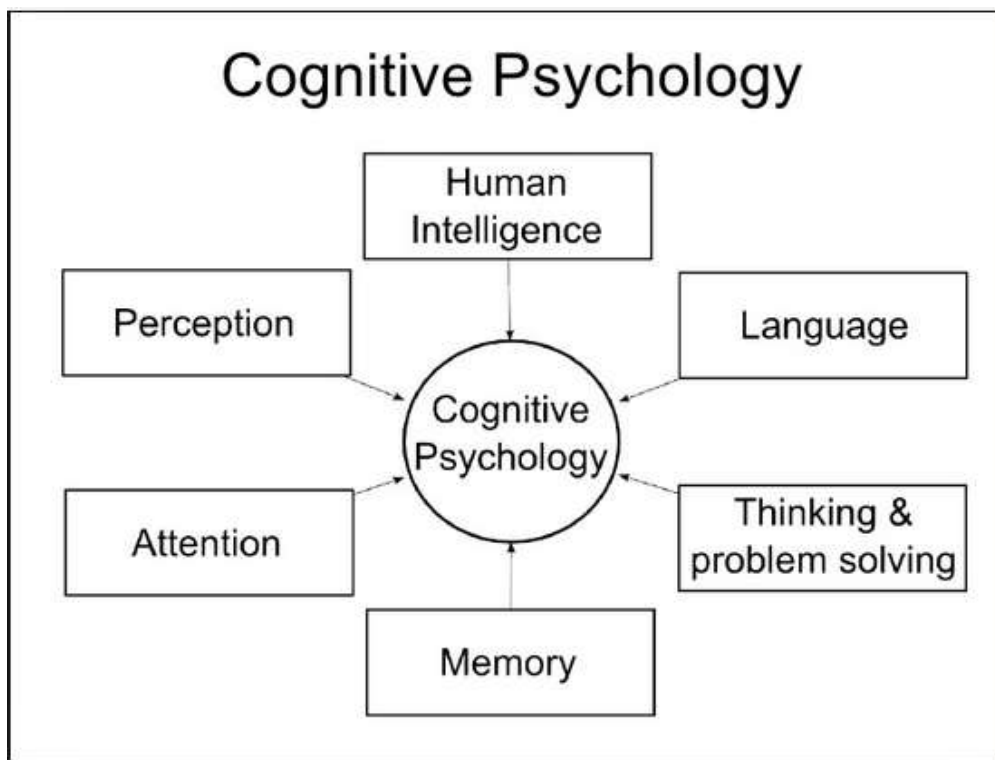 Cognitive Psychology
Human
Intelligence
Perception
Language
Cognitive
Psychology
Attention
Thinking &
problem solving
Memory